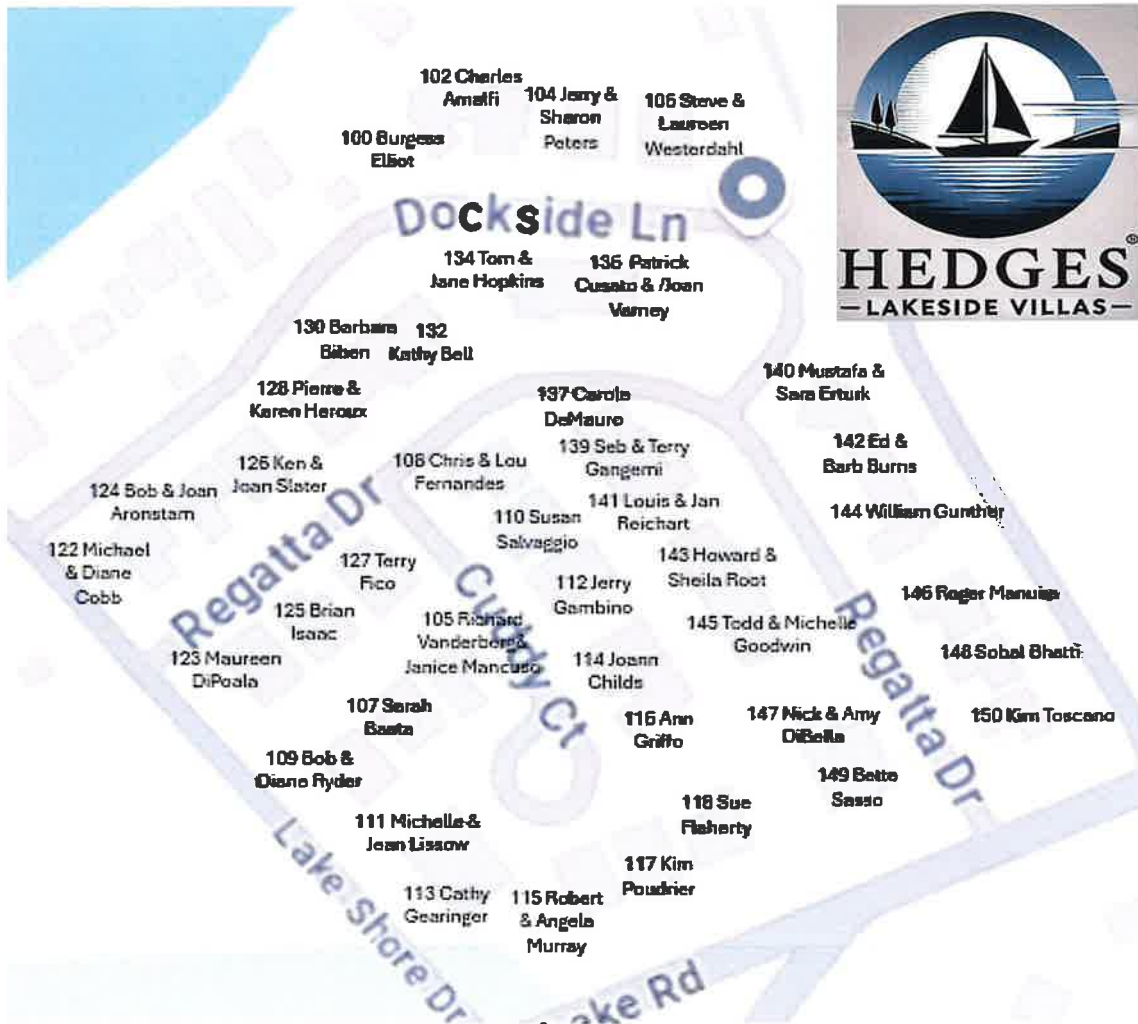 102 Charles
Amalfi
104 Jerry &
Sharon
Peters
106 Steve &
Laureen
Westerdahl
100 Burgess
Elliot
HEDGES®
—LAKESIDE VILLAS—
Dockside Ln
134 Tom &
Jane Hopkins
136 Patrick
Cusato & /Joan
Varney
130 Barbara
Biben
132
Kathy Bell
128 Pierre &
Karen Heroux
137 Carole
DeMauro
140 Mustafa &
Sara Erturk
126 Ken &
Joan Slater
108 Chris & Lou
Fernandes
139 Seb & Terry
Gangemi
142 Ed &
Barb Burns
124 Bob & Joan
Aronstam
110 Susan
Salvaggio
141 Louis & Jan
Reichart
144 William Gunther
Regatta Dr
122 Michael
& Diane
Cobb
127 Terry
Fico
Cuddy Ct
112 Jerry
Gambino
143 Howard &
Sheila Root
146 Roger
125 Brian
Isaac
105 Richard
Vanderberg &
Janice Mancuso
145 Todd & Michelle
Goodwin
Regatta Dr
123 Maureen
DiPoala
114 Joann
Childs
148 Sohal Bhatti
107 Sarah
Basta
116 Ann
Griffo
147 Nick & Amy
DiBella
150 Kim Toscano
109 Bob &
Diane Ryder
149 Bette
Sasso
111 Michelle &
Jean Lissow
118 Sue
Flaherty
Lake Shore Dr
113 Cathy
Gearinger
115 Robert
& Angela
Murray
117 Kim
Poudrier
ake Rd